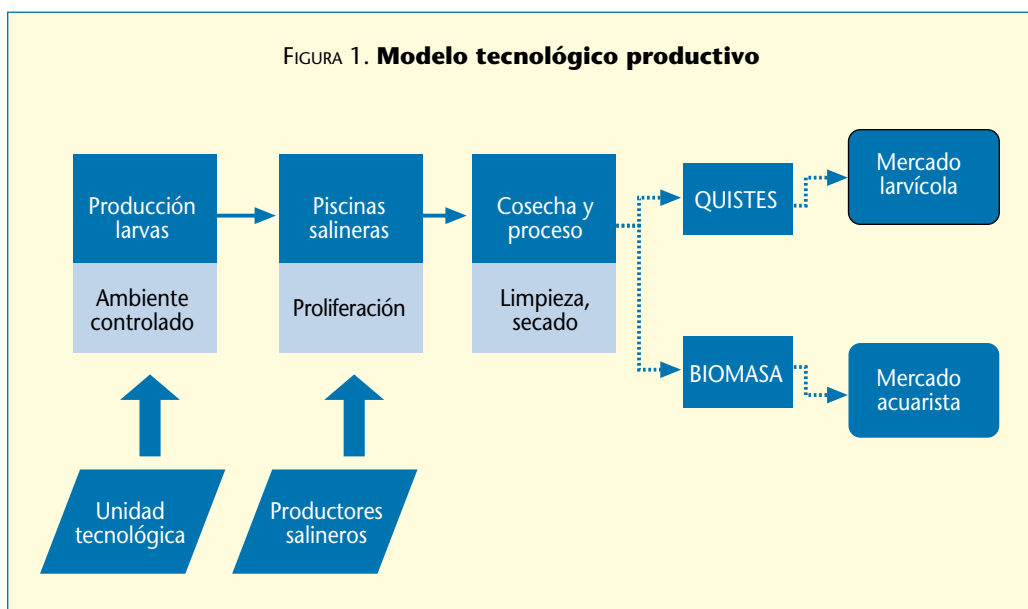 FIGURA 1. Modelo tecnológico productivo
Producción
larvas
Ambiente
controlado
Piscinas
salineras
Proliferación
Cosecha y
proceso
Limpieza,
secado
QUISTES
Mercado
larvícola
BIOMASA
Mercado
acuarista
Unidad
tecnológica
Productores
salineros